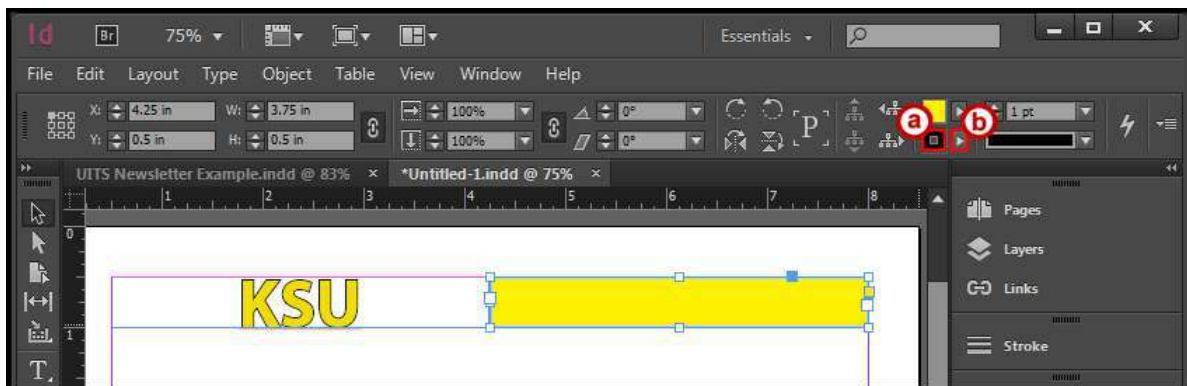 Id Br 75% Essentials
File Edit Layout Type Object Table View Window Help
X: 4.25 in W: 3.75 in 100% 0° P a b 1 pt
Y: 0.5 in H: 0.5 in 100% 0°
UITS Newsletter Example.indd @ 83% × *Untitled-1.indd @ 75% ×
1 2 3 4 5 6 7 8
0
Pages
Layers
KSU
Links
1
Stroke
T